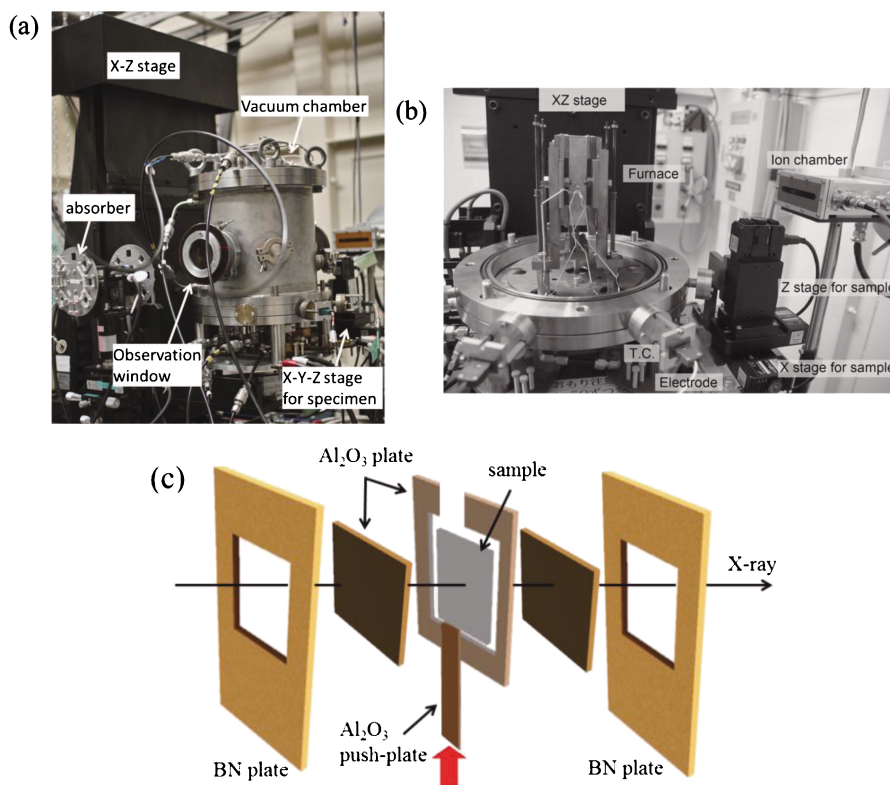 (a)
X-Z stage
Vacuum chamber
absorber
Observation
window
X-Y-Z stage
for specimen
(b)
XZ stage
Furnace
Ion chamber
Z stage for sample
T.C.
X stage for sample
Electrode
(c)
Al₂O₃ plate
sample
X-ray
Al₂O₃
push-plate
BN plate
BN plate